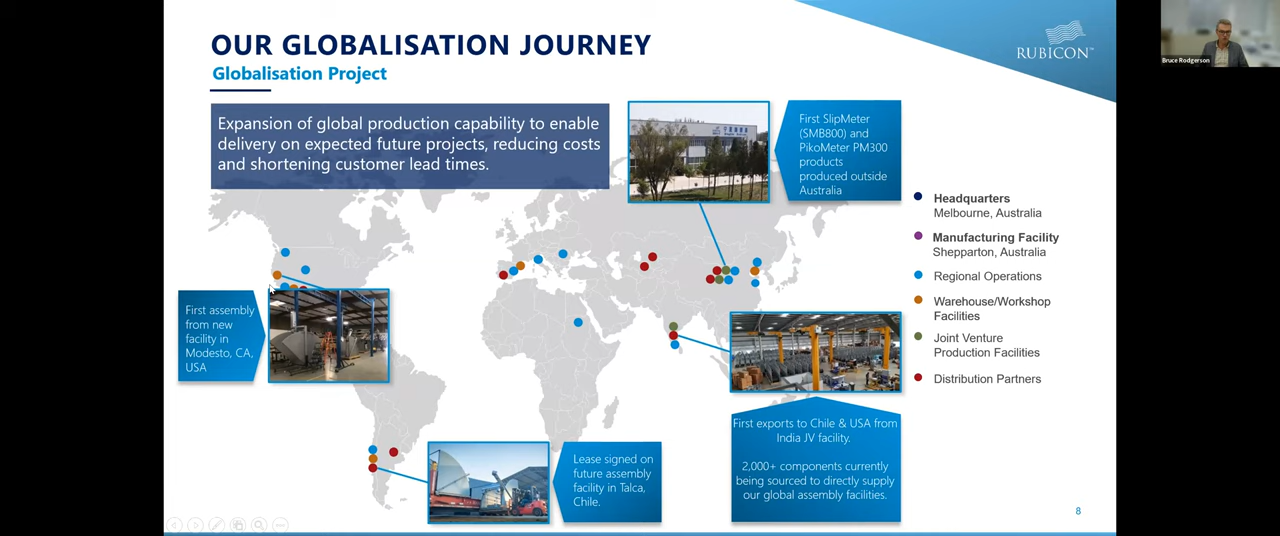 OUR GLOBALISATION JOURNEY
Globalisation Project
RUBICON™
Bruce Rodgerson
Expansion of global production capability to enable
delivery on expected future projects, reducing costs
and shortening customer lead times.
First SlipMeter
(SMB800) and
PikoMeter PM300
products
produced outside
Australia
Headquarters
Melbourne, Australia
Manufacturing Facility
Shepparton, Australia
Regional Operations
Warehouse/Workshop
Facilities
Joint Venture
Production Facilities
Distribution Partners
First assembly
from new
facility in
Modesto, CA,
USA
First exports to Chile & USA from
India JV facility.
2,000+ components currently
being sourced to directly supply
our global assembly facilities.
Lease signed on
future assembly
facility in Talca,
Chile.
8